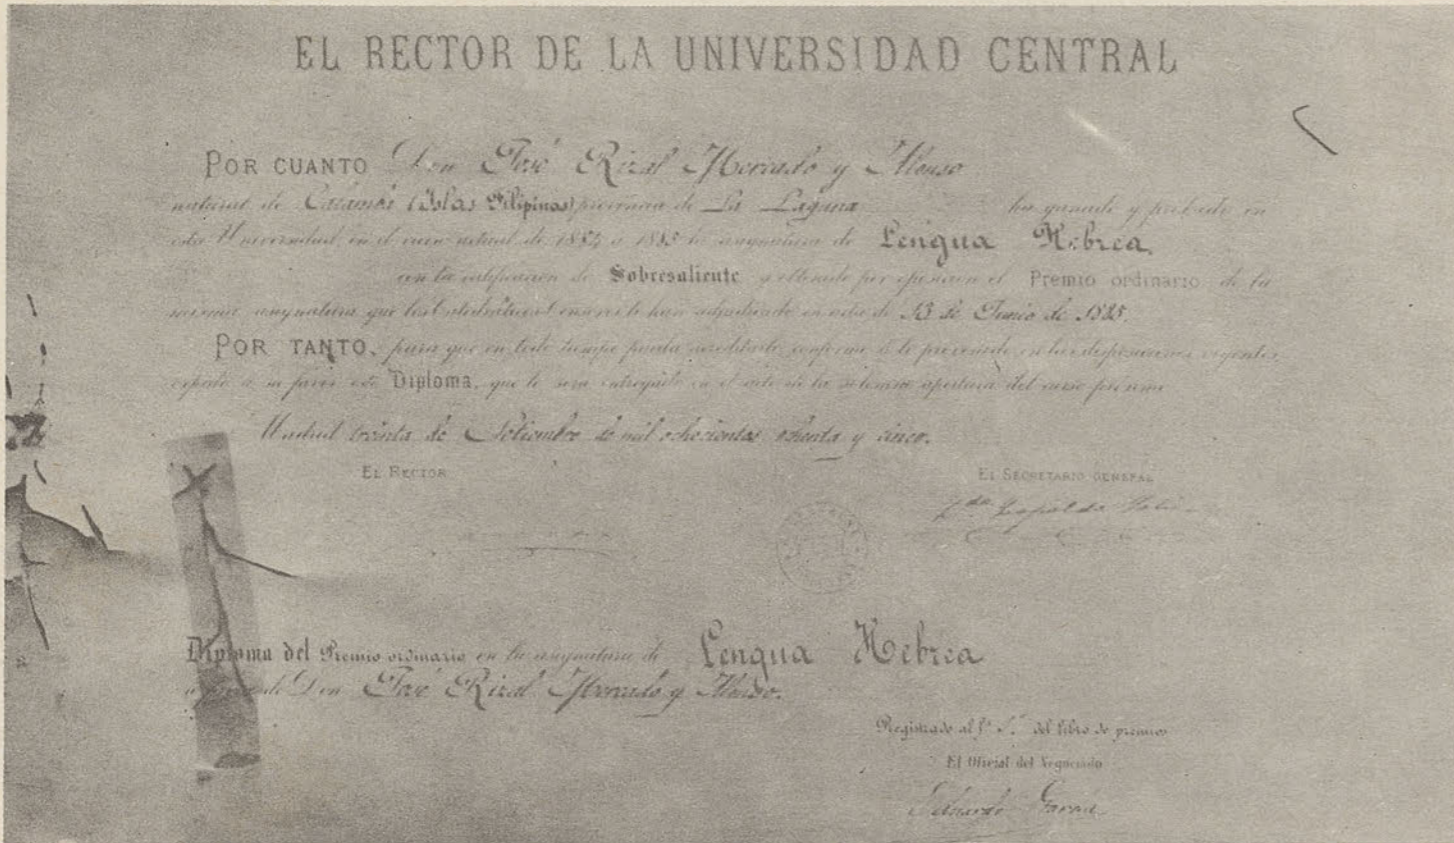 EL RECTOR DE LA UNIVERSIDAD CENTRAL
POR CUANTO Don José Rizal Mercado y Alonso
natural de Calamba (Islas Filipinas) provincia de La Laguna ha ganado y probado en
esta Universidad en el curso actual de 1884 a 1885 la asignatura de Lengua Hebrea,
con la calificación de Sobresaliente y obtenido por oposición el Premio ordinario de la
misma asignatura que los Catedráticos le han adjudicado en acta de 13 de Junio de 1885.
POR TANTO, para que en todo tiempo pueda acreditarlo conforme a lo prevenido en las disposiciones vigentes,
expido a su favor este Diploma, que le será entregado en el acto de la solemne apertura del curso próximo
Madrid treinta de Setiembre de mil ochocientos ochenta y cinco.
EL RECTOR
EL SECRETARIO GENERAL
Leopoldo
Diploma del Premio ordinario en la asignatura de Lengua Hebrea
a favor de Don José Rizal Mercado y Alonso.
Registrado al fº 5. del libro de premios
El Oficial del Negociado
Eduardo